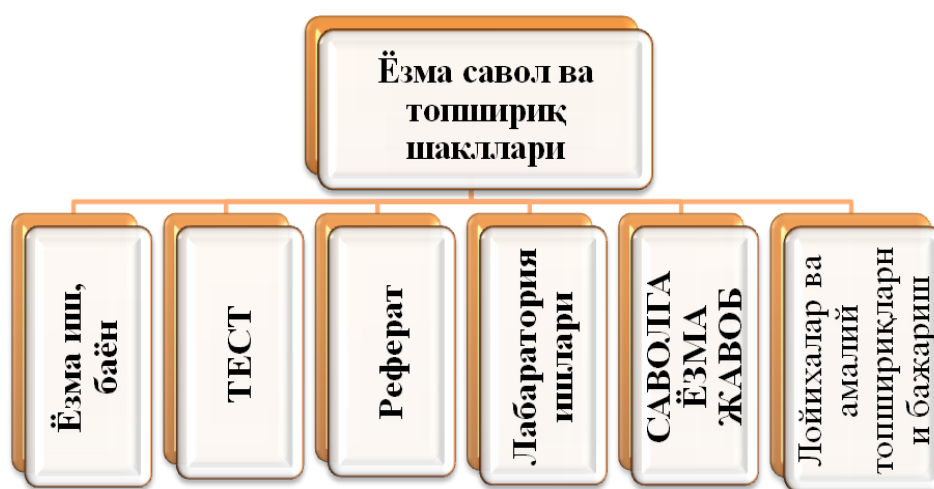 Ёзма савол ва
топшириқ
шакллари
Ёзма иш,
баён
ТЕСТ
Реферат
Лабаратория
ишлари
САВОЛГА
ЁЗМА
ЖАВОБ
Лойихалар ва
амалий
топшириқларн
и бажариш